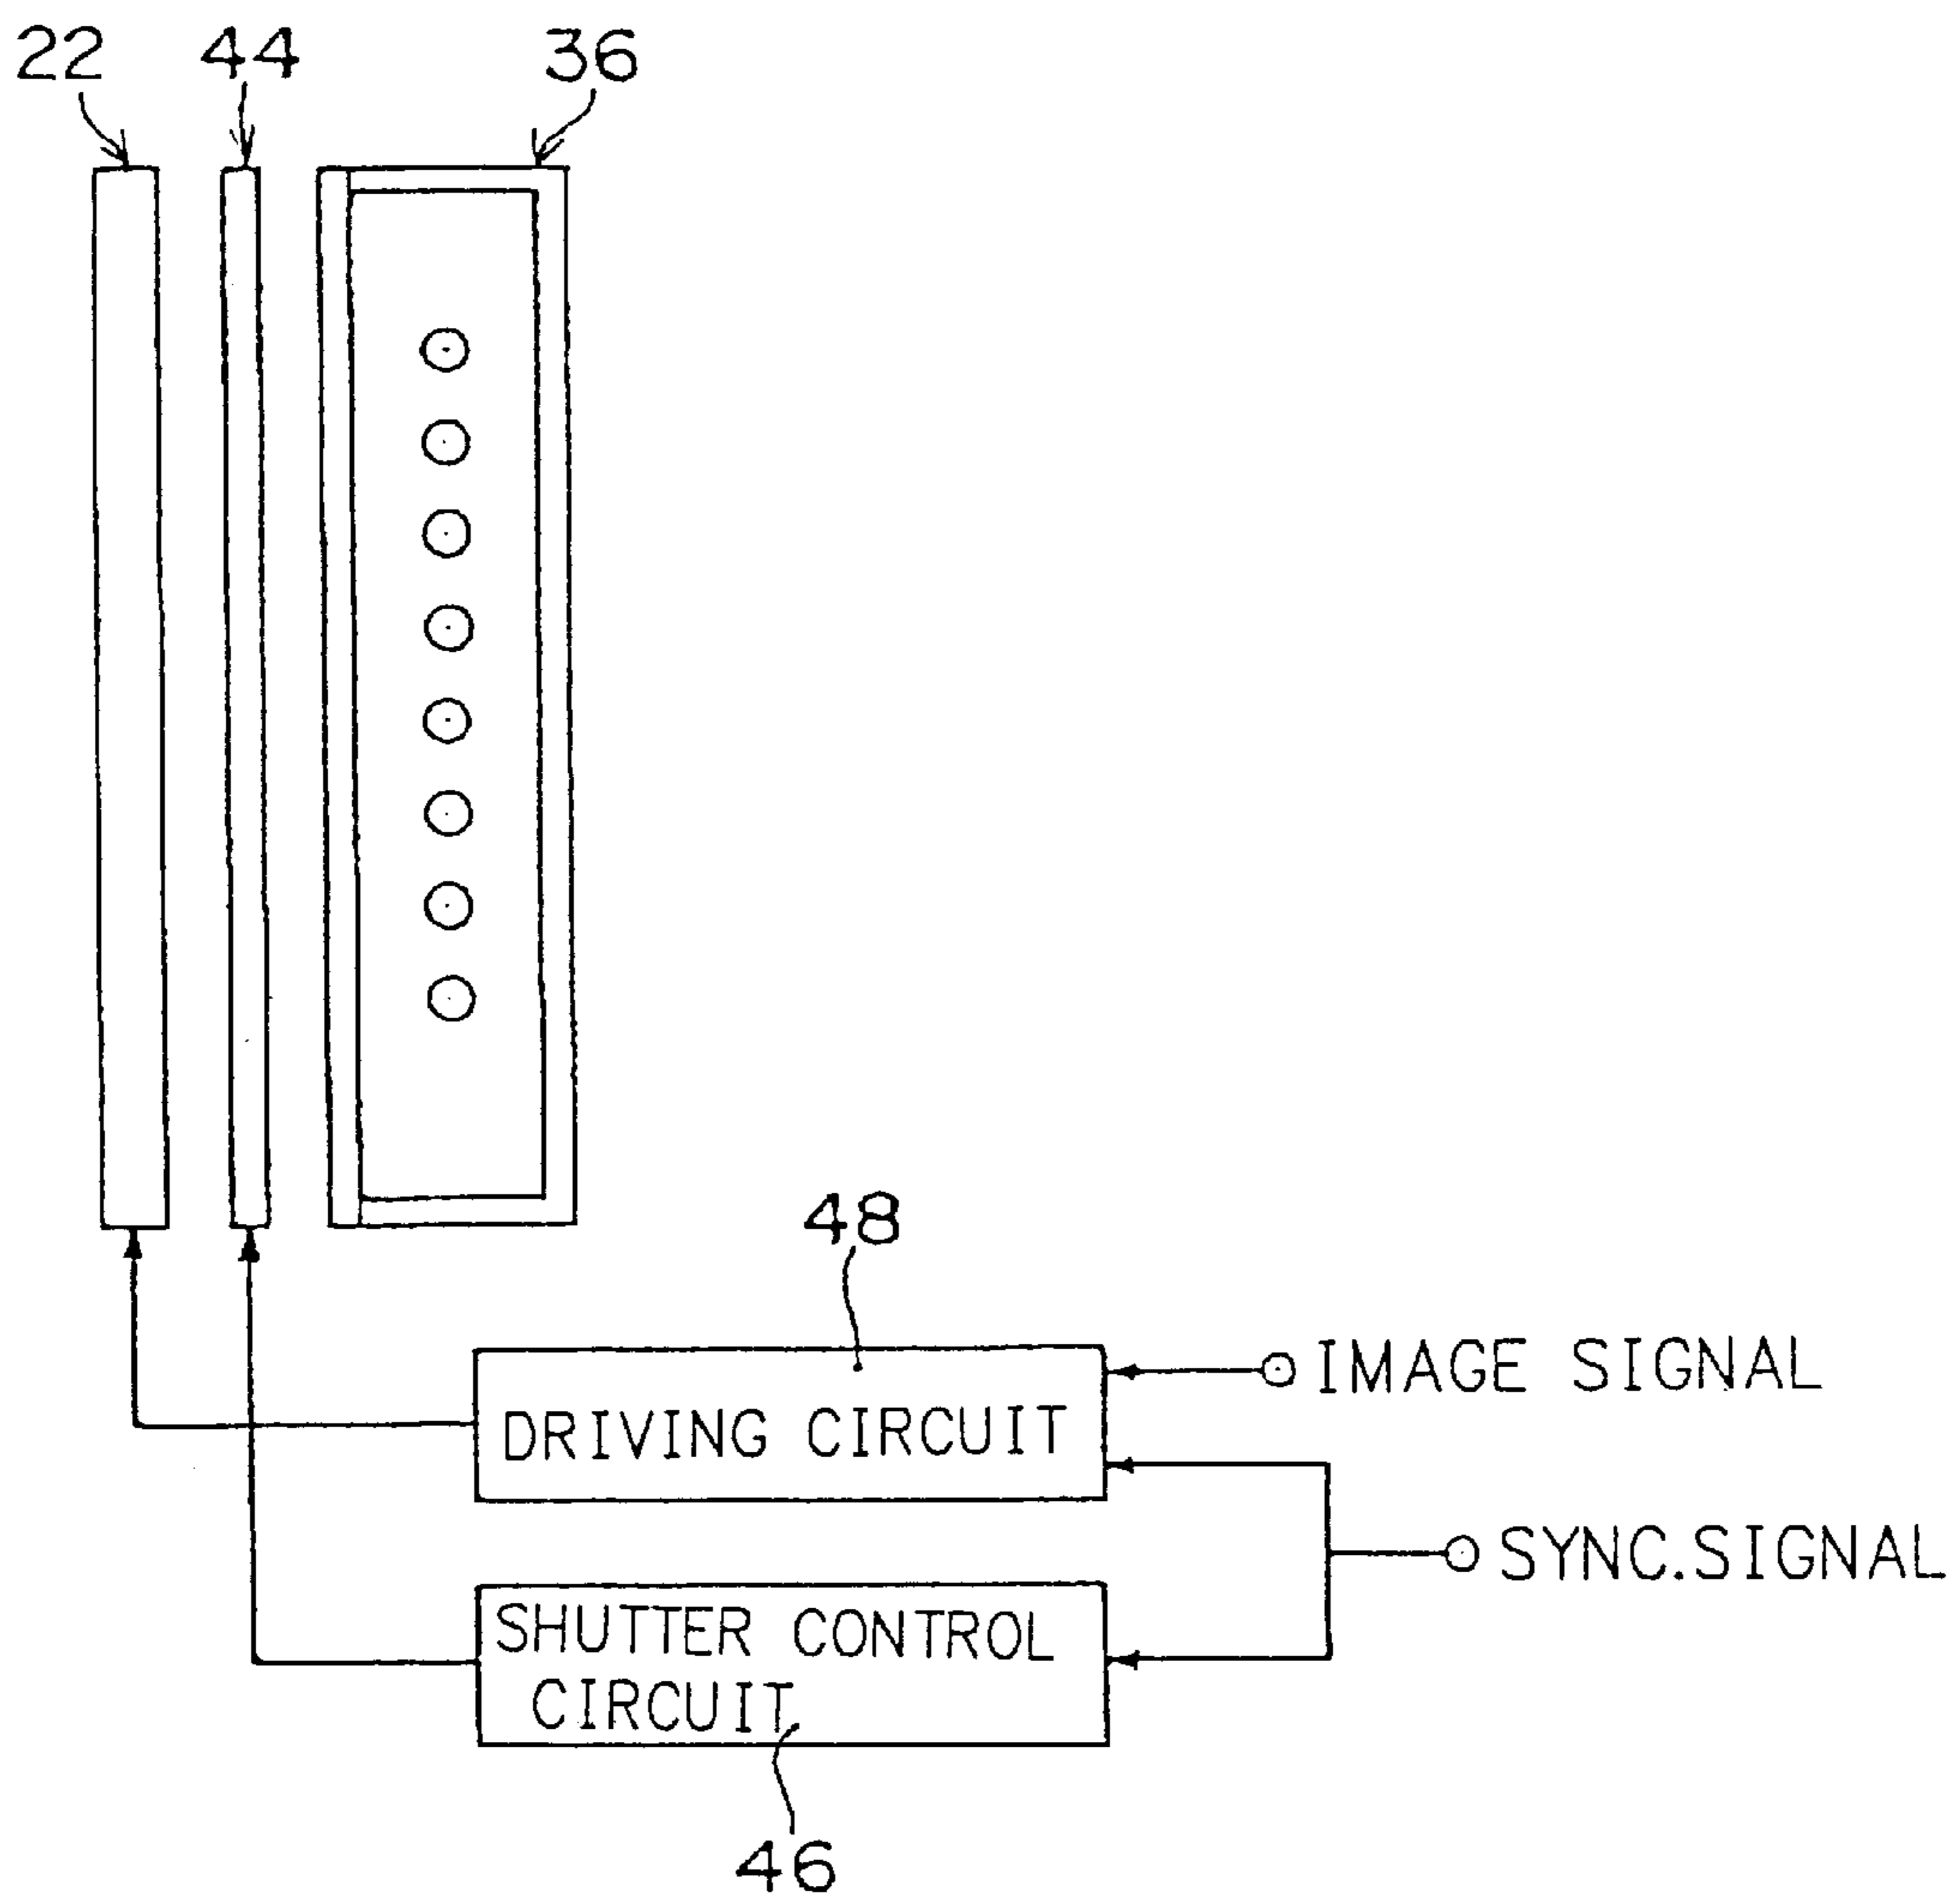 22 44 36
48
IMAGE SIGNAL
DRIVING CIRCUIT
SYNC.SIGNAL
SHUTTER CONTROL
CIRCUIT
46